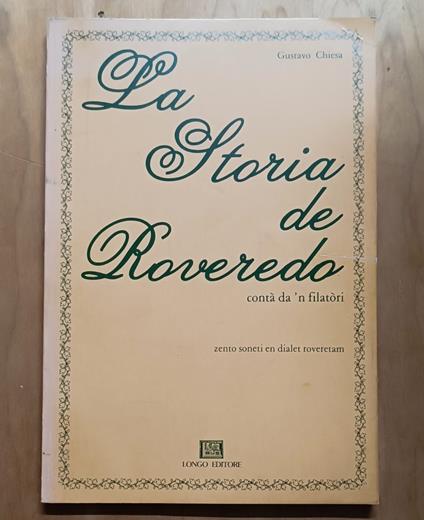 Gustavo Chiesa
La
Storia
de
Roveredo
contà da 'n filatòri
zento soneti en dialet roveretam
LONGO EDITORE